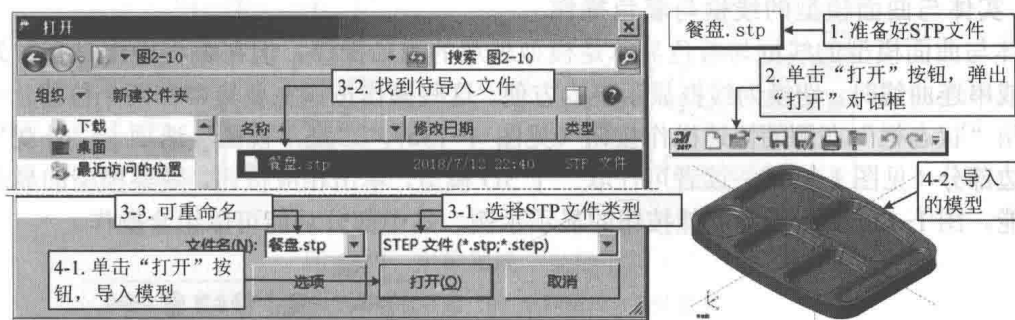 打开
图2-10
搜索 图2-10
组织
新建文件夹
3-2. 找到待导入文件
下载
桌面
最近访问的位置
名称
修改日期
类型
餐盘.stp
2018/7/12 22:40
STP 文件
3-3. 可重命名
3-1. 选择STP文件类型
文件名(N):
餐盘.stp
STEP 文件 (*.stp;*.step)
4-1. 单击“打开”按
钮，导入模型
选项
打开(O)
取消
餐盘.stp
1. 准备好STP文件
2. 单击“打开”按钮，弹出
“打开”对话框
4-2. 导入
的模型